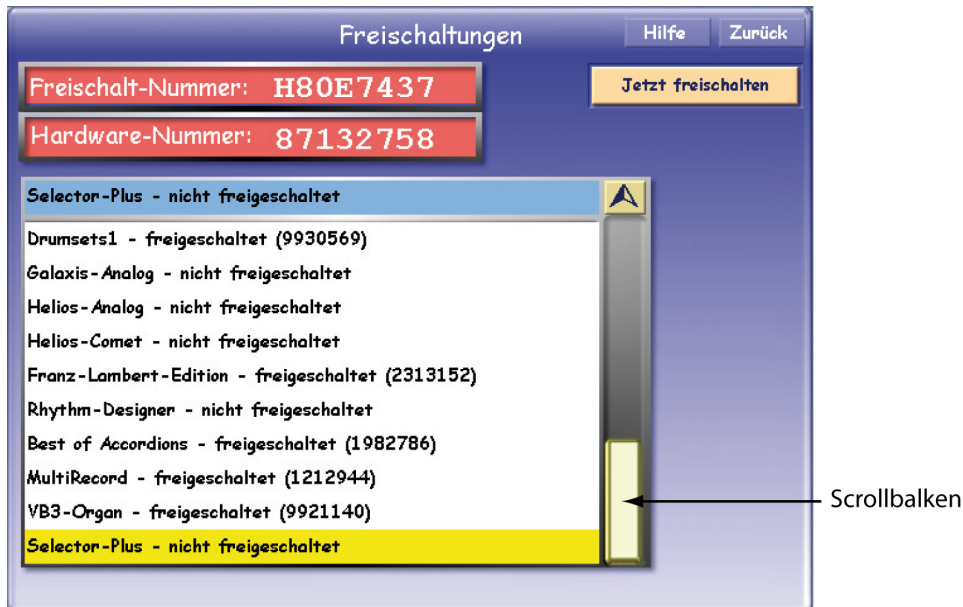 Freischaltungen
Hilfe
Zurück
Freischalt-Nummer: H80E7437
Jetzt freischalten
Hardware-Nummer: 87132758
Selector-Plus - nicht freigeschaltet
Drumsets1 - freigeschaltet (9930569)
Galaxis-Analog - nicht freigeschaltet
Helios-Analog - nicht freigeschaltet
Helios-Comet - nicht freigeschaltet
Franz-Lambert-Edition - freigeschaltet (2313152)
Rhythm-Designer - nicht freigeschaltet
Best of Accordions - freigeschaltet (1982786)
MultiRecord - freigeschaltet (1212944)
VB3-Organ - freigeschaltet (9921140)
Selector-Plus - nicht freigeschaltet
Scrollbalken